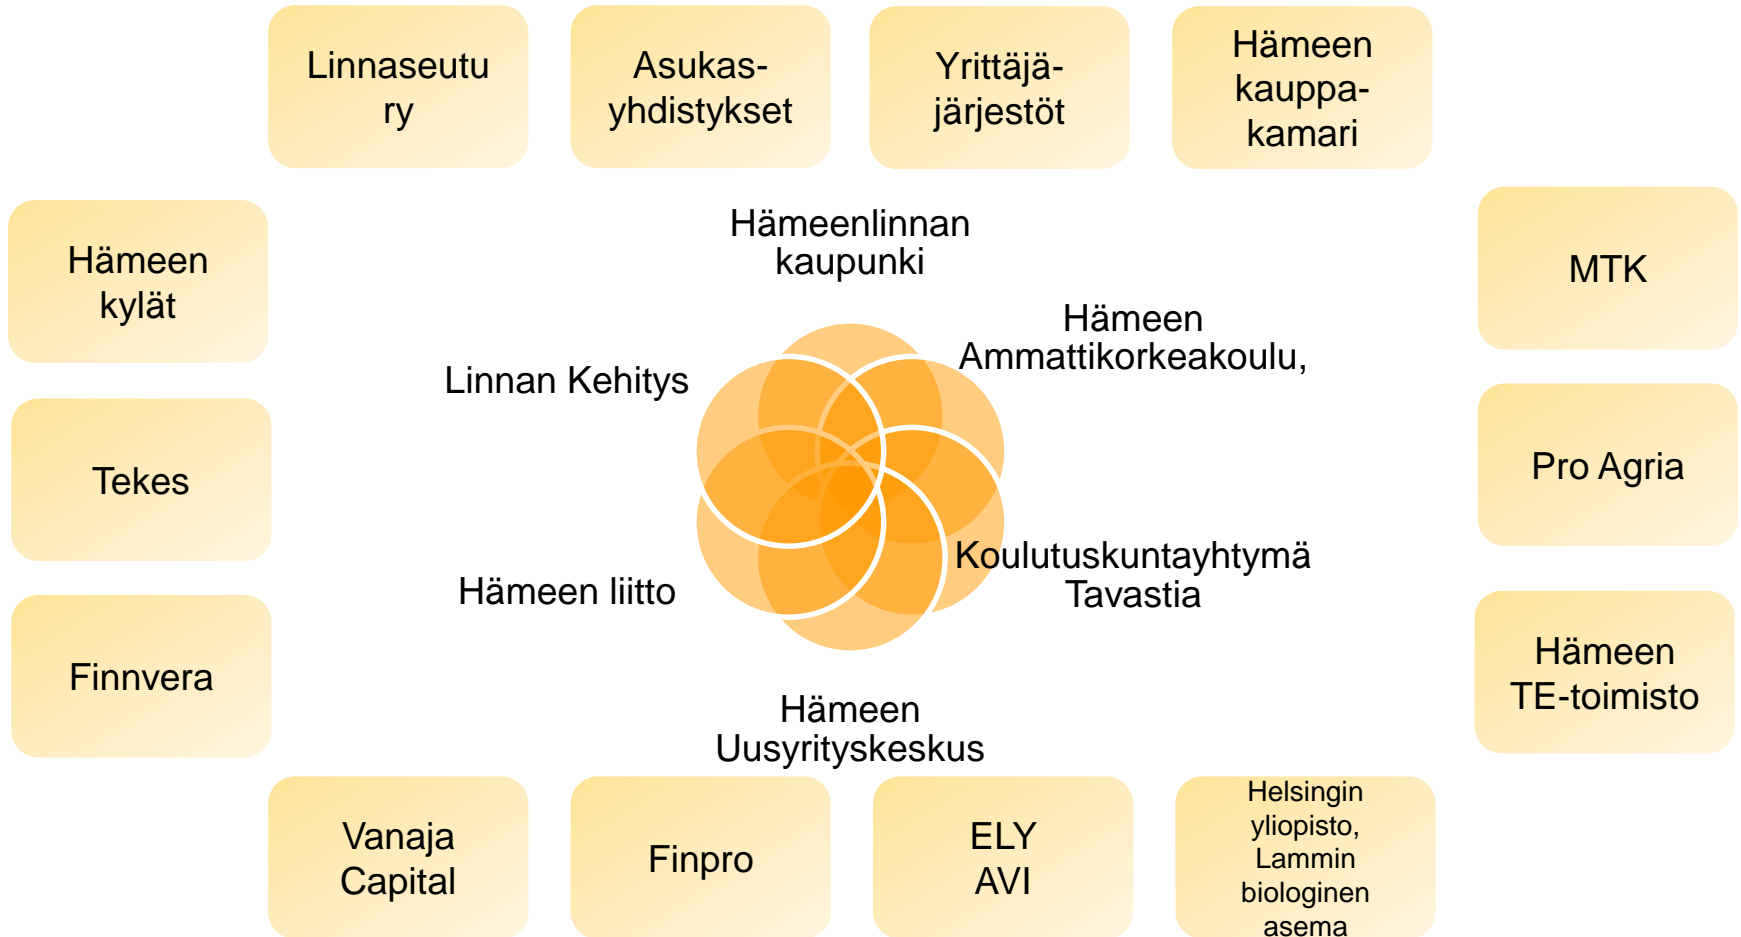 Linnaseutu
ry
Asukas-
yhdistykset
Yrittäjä-
järjestöt
Hämeen
kauppa-
kamari
Hämeen
kylät
Hämeenlinnan
kaupunki
MTK
Linnan Kehitys
Hämeen
Ammattikorkeakoulu,
Tekes
Pro Agria
Hämeen liitto
Koulutuskuntayhtymä
Tavastia
Finnvera
Hämeen
TE-toimisto
Hämeen
Uusyrityskeskus
Vanaja
Capital
Finpro
ELY
AVI
Helsingin
yliopisto,
Lammin
biologinen
asema